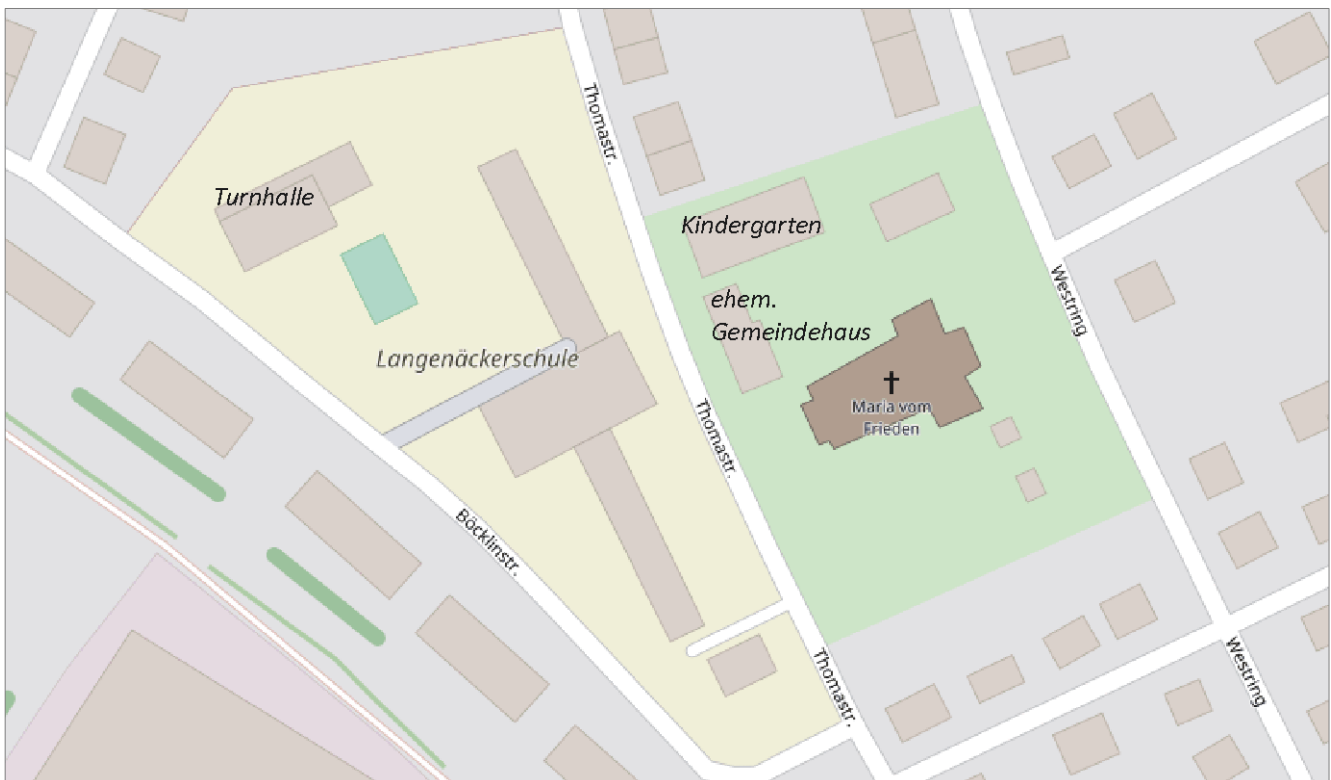 Thomastr.
Turnhalle
Kindergarten
Westring
ehem.
Gemeindehaus
Langenäckerschule
Maria vom
Frieden
Thomastr.
Böcklinstr.
Thomastr.
Westring